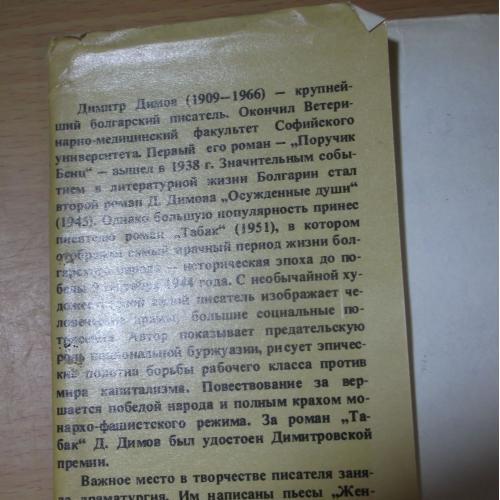 Димитр Димов (1909—1966) — крупней-
ший болгарский писатель. Окончил Ветери-
нарно-медицинский факультет Софийского
университета. Первый его роман — „Поручик
Бенц“ — вышел в 1938 г. Значительным собы-
тием в литературной жизни Болгарии стал
второй роман Д. Димова „Осужденные души“
(1945). Однако большую популярность принес
писателю роман „Табак“ (1951), в котором
отображен самый мрачный период жизни бол-
гарского народа — историческая эпоха до по-
беды 9 сентября 1944 года. С необычайной ху-
дожественной силой писатель изображает че-
ловеческие драмы, большие социальные по-
трясения. Автор показывает предательскую
роль национальной буржуазии, рисует эпичес-
кие полотна борьбы рабочего класса против
мира капитализма. Повествование за вер-
шается победой народа и полным крахом мо-
нархо-фашистского режима. За роман „Та-
бак“ Д. Димов был удостоен Димитровской
премии.
Важное место в творчестве писателя заня-
ла драматургия. Им написаны пьесы „Жен-